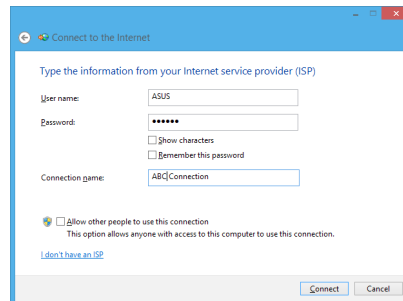 Connect to the Internet
Type the information from your Internet service provider (ISP)
User name: ASUS
Password: ••••••
Show characters
Remember this password
Connection name: ABC Connection
Allow other people to use this connection
This option allows anyone with access to this computer to use this connection.
I don't have an ISP
Connect Cancel